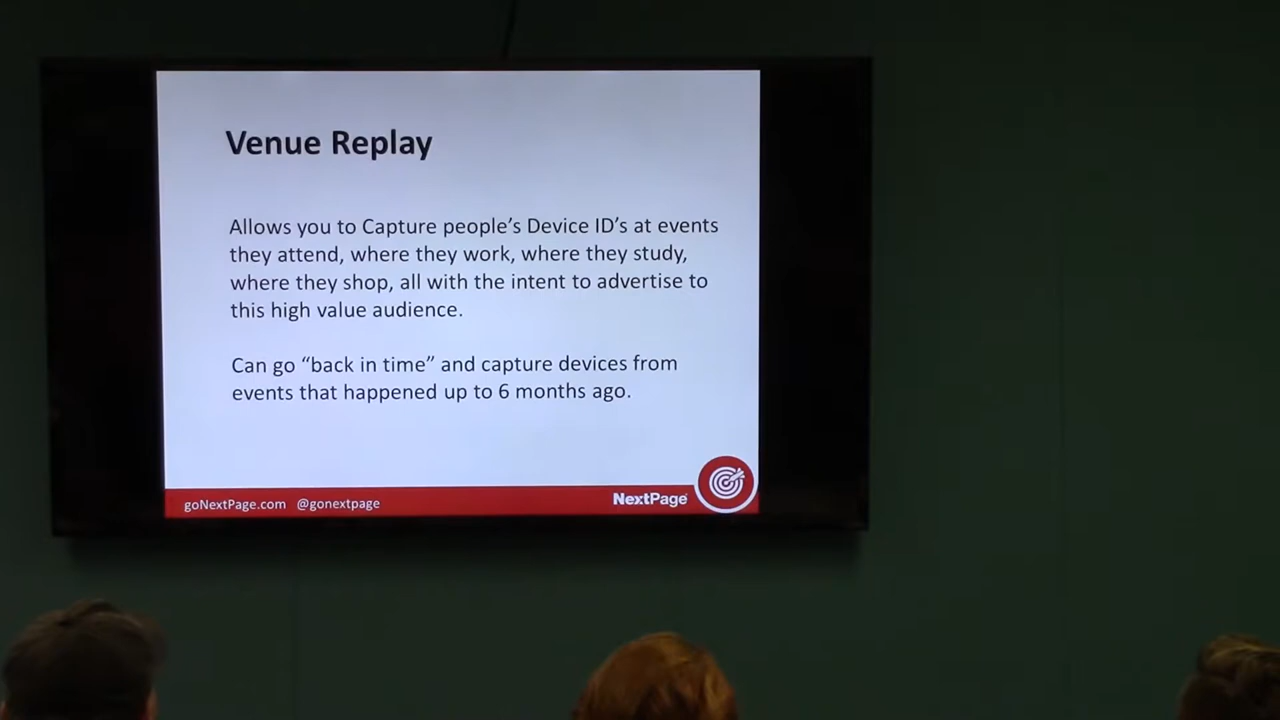 Venue Replay
Allows you to Capture people's Device ID's at events
they attend, where they work, where they study,
where they shop, all with the intent to advertise to
this high value audience.
Can go “back in time” and capture devices from
events that happened up to 6 months ago.
goNextPage.com @gonextpage
NextPage